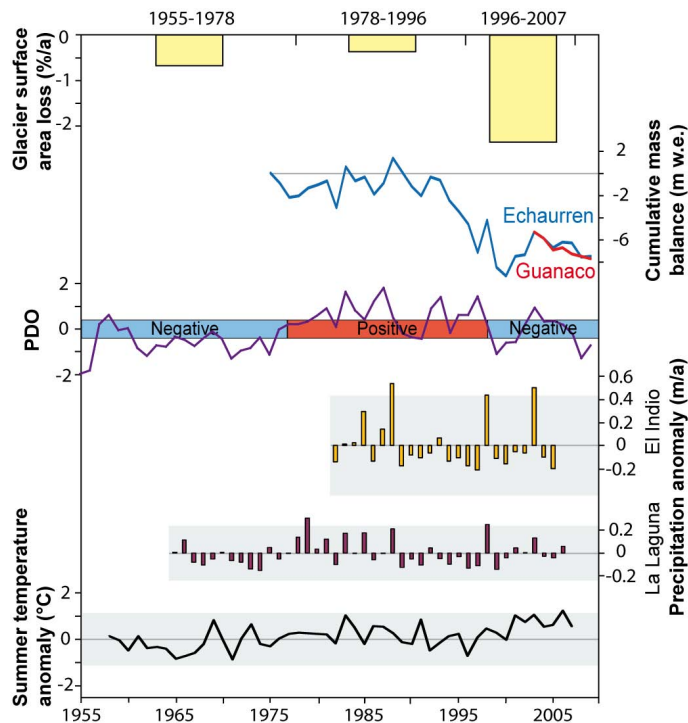 1955-1978 1978-1996 1996-2007
Glacier surface
area loss (%/a)
0
-1
-2
Cumulative mass
balance (m w.e.)
2
-2
-6
Echaurren
Guanaco
PDO
2
0
-2
Negative Positive Negative
El Indio
0.6
0.4
0
-0.2
La Laguna
0.2
0
-0.2
Precipitation anomaly (m/a)
Summer temperature
anomaly (°C)
2
0
-2
1955 1965 1975 1985 1995 2005